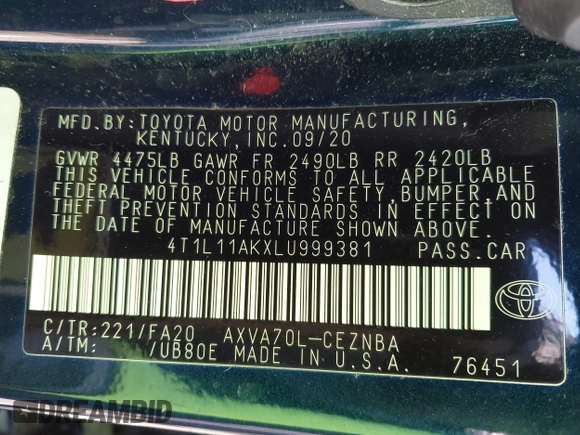 MFD.BY:TOYOTA MOTOR MANUFACTURING,
KENTUCKY,INC.09/20
GVWR 4475LB GAWR FR 2490LB RR 2420LB
THIS VEHICLE CONFORMS TO ALL APPLICABLE
FEDERAL MOTOR VEHICLE SAFETY,BUMPER,AND
THEFT PREVENTION STANDARDS IN EFFECT ON
THE DATE OF MANUFACTURE SHOWN ABOVE.
4T1L11AKXLU999381 PASS.CAR
C/TR:221/FA20 AXVA70L-CEZNBA
A/TM: /UB80E MADE IN U.S.A. 76451
TOYOTA
DREAMBID